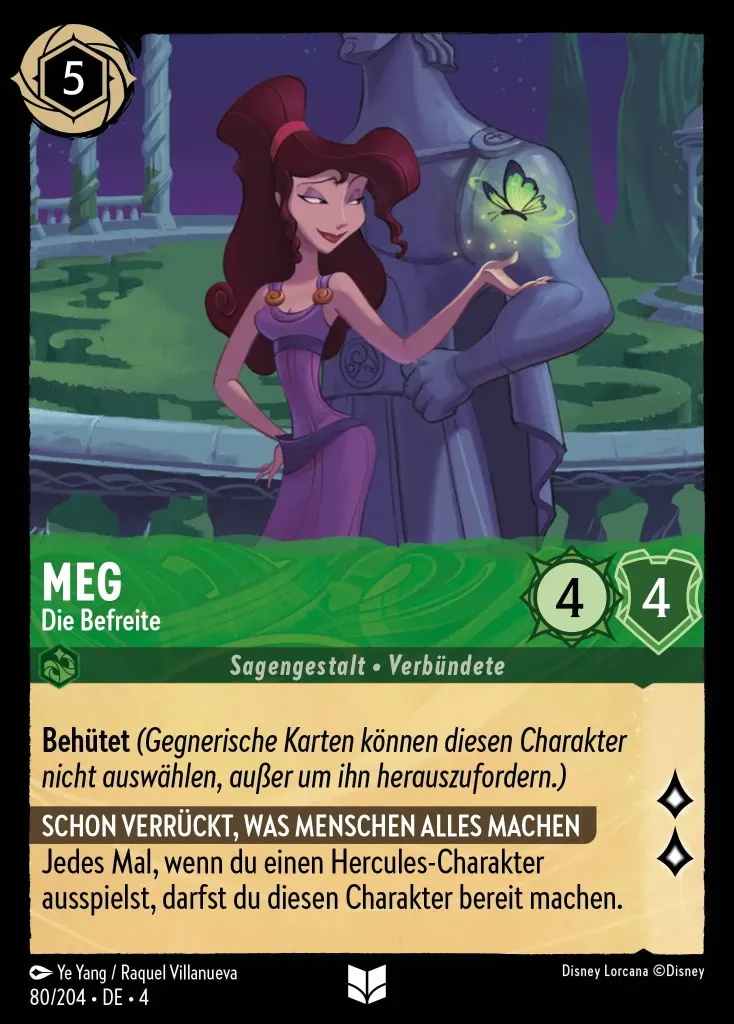 5
MEG
Die Befreite
4
4
Sagengestalt • Verbündete
Behütet (Gegnerische Karten können diesen Charakter
nicht auswählen, außer um ihn herauszufordern.)
SCHON VERRÜCKT, WAS MENSCHEN ALLES MACHEN
Jedes Mal, wenn du einen Hercules-Charakter
ausspielst, darfst du diesen Charakter bereit machen.
Ye Yang / Raquel Villanueva
Disney Lorcana ©Disney
80/204 • DE • 4